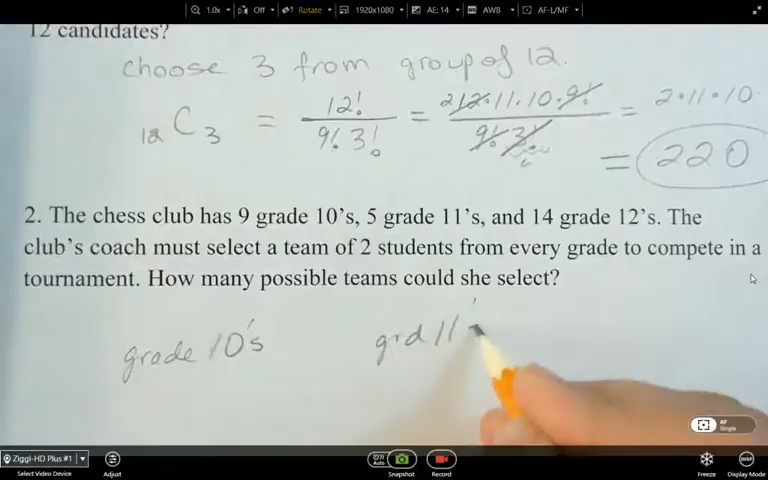 1.0x Off Rotate 1920x1080 AE: 14 AWB AF-L/MF
12 candidates?
choose 3 from group of 12.
12C3 = 12! / 9! 3! = 2 12·11·10·9! / 9! 3! = 2·11·10
6
= 220
2. The chess club has 9 grade 10's, 5 grade 11's, and 14 grade 12's. The
club's coach must select a team of 2 students from every grade to compete in a
tournament. How many possible teams could she select?
grade 10's grd 11'
AF
Single
Ziggi-HD Plus #1 Auto
Select Video Device Adjust Snapshot Record Freeze Display Mode